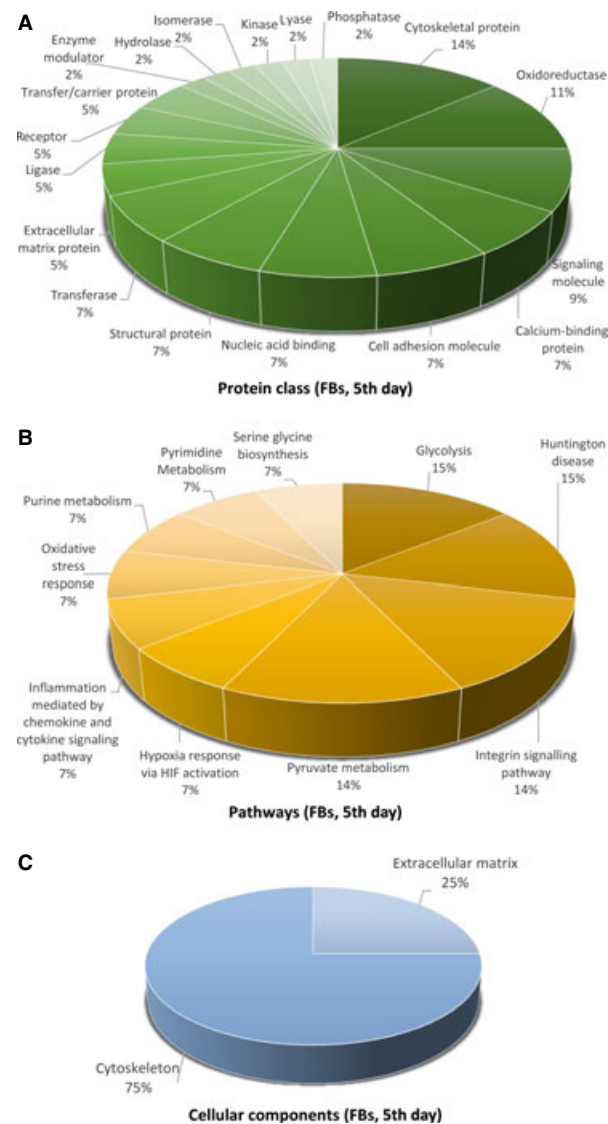 A
Cytoskeletal protein
14%
Oxidoreductase
11%
Signaling
molecule
9%
Calcium-binding
protein
7%
Cell adhesion molecule
7%
Nucleic acid binding
7%
Structural protein
7%
Transferase
7%
Extracellular
matrix protein
5%
Ligase
5%
Receptor
5%
Transfer/carrier protein
5%
Enzyme
modulator
2%
Hydrolase
2%
Isomerase
2%
Kinase
2%
Lyase
2%
Phosphatase
2%
Protein class (FBs, 5th day)
B
Glycolysis
15%
Huntington
disease
15%
Integrin signalling
pathway
14%
Pyruvate metabolism
14%
Hypoxia response
via HIF activation
7%
Inflammation
mediated by
chemokine and
cytokine signaling
pathway
7%
Oxidative
stress
response
7%
Purine metabolism
7%
Pyrimidine
Metabolism
7%
Serine glycine
biosynthesis
7%
Pathways (FBs, 5th day)
C
Extracellular matrix
25%
Cytoskeleton
75%
Cellular components (FBs, 5th day)